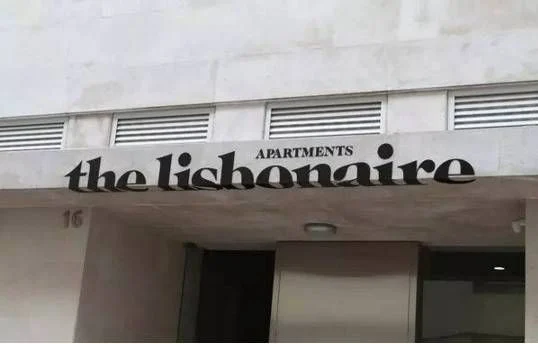 APARTMENTS
the lisbonaire
16